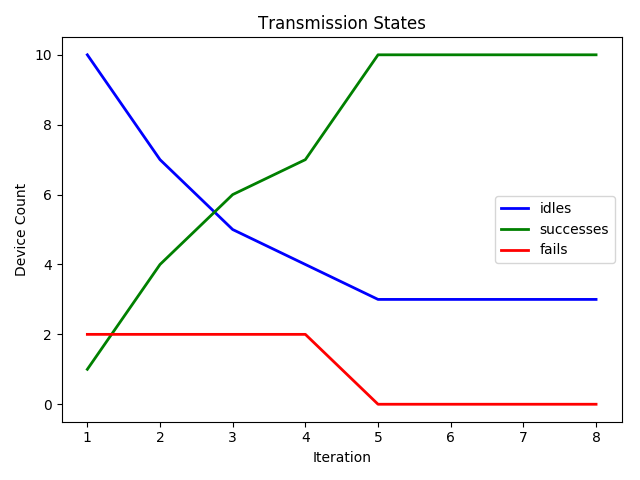 Transmission States
Device Count
10
8
6
4
2
0
idles
successes
fails
1 2 3 4 5 6 7 8
Iteration